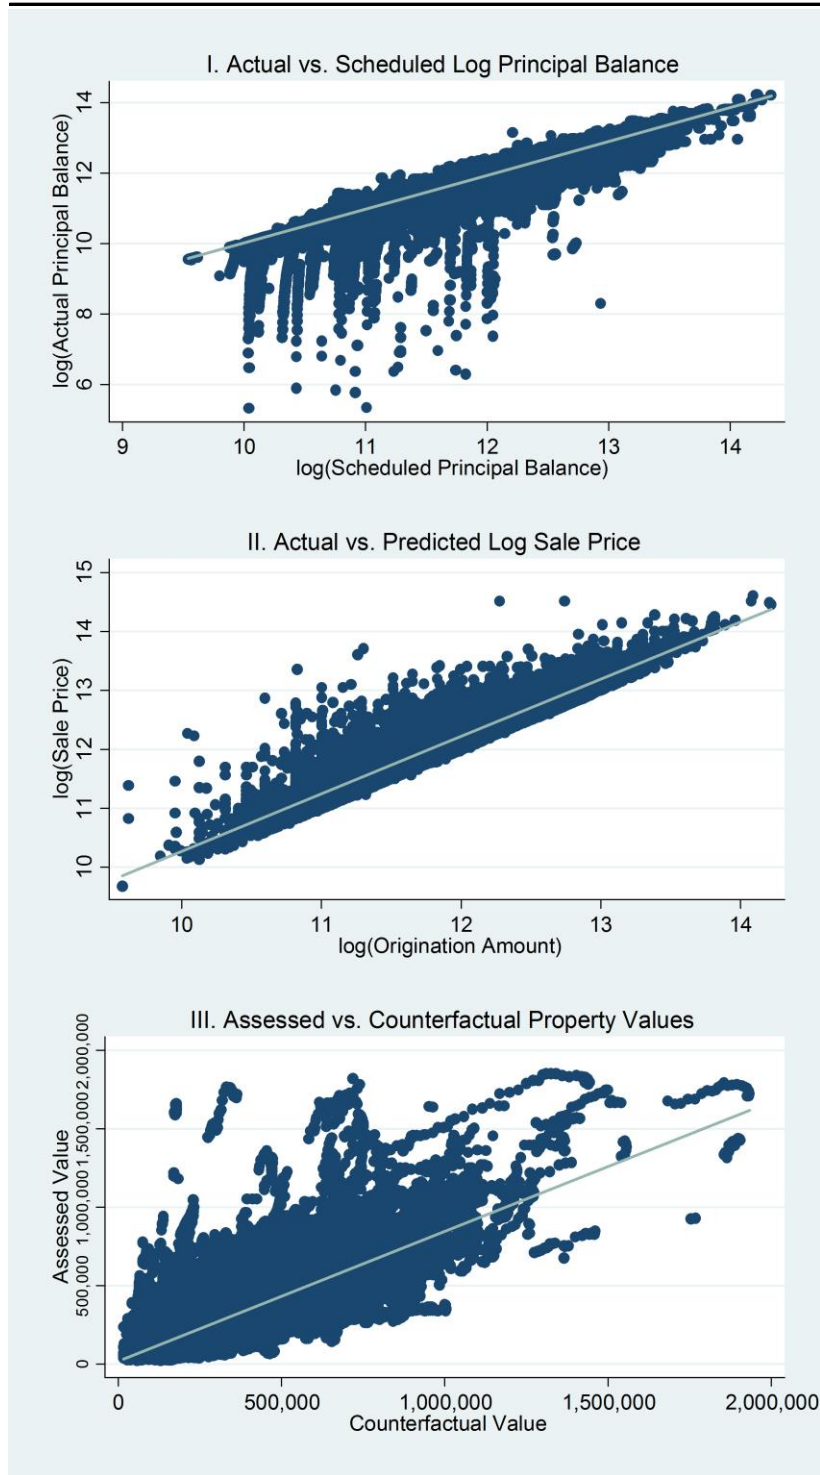 I. Actual vs. Scheduled Log Principal Balance
log(Actual Principal Balance)
14
12
10
8
6
9 10 11 12 13 14
log(Scheduled Principal Balance)
II. Actual vs. Predicted Log Sale Price
log(Sale Price)
15
14
13
12
11
10
10 11 12 13 14
log(Origination Amount)
III. Assessed vs. Counterfactual Property Values
Assessed Value
2,000,000
1,500,000
1,000,000
500,000
0
0 500,000 1,000,000 1,500,000 2,000,000
Counterfactual Value